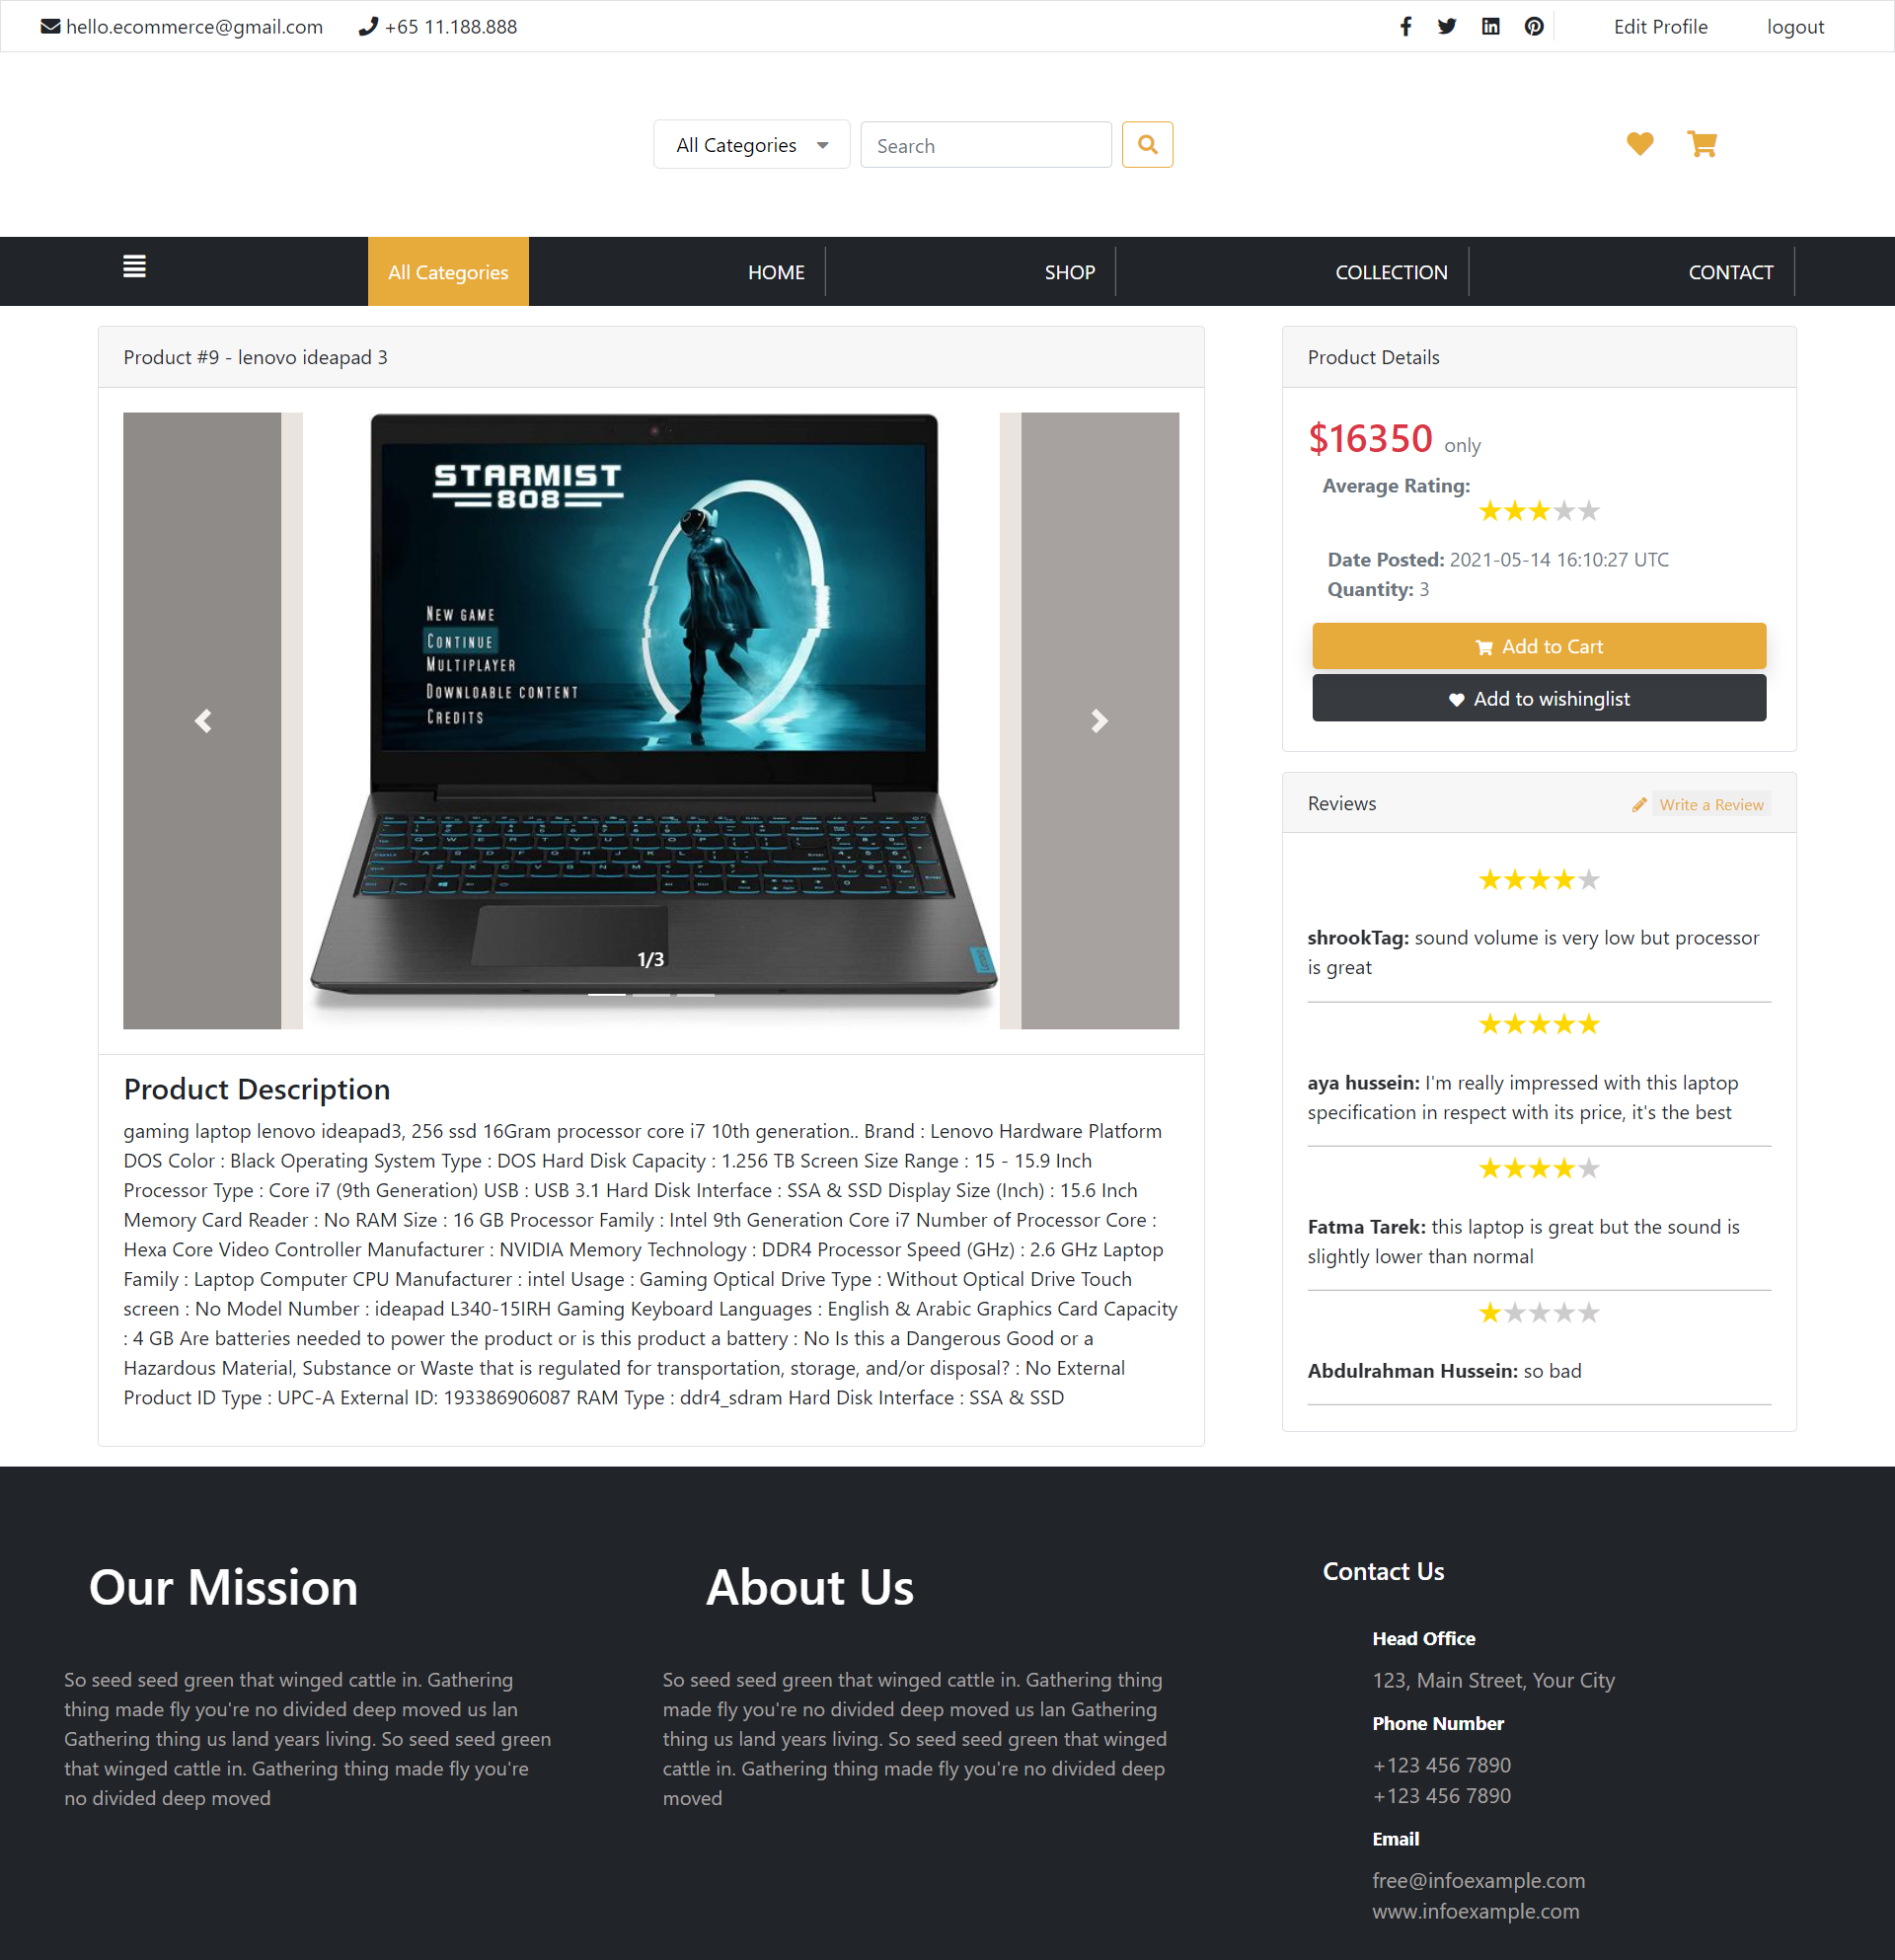 hello.ecommerce@gmail.com +65 11.188.888 Edit Profile logout
All Categories Search
All Categories HOME SHOP COLLECTION CONTACT
Product #9 - lenovo ideapad 3
STARMIST
808
NEW GAME
CONTINUE
MULTIPLAYER
DOWNLOABLE CONTENT
CREDITS
1/3
Product Description
gaming laptop lenovo ideapad3, 256 ssd 16Gram processor core i7 10th generation.. Brand : Lenovo Hardware Platform
DOS Color : Black Operating System Type : DOS Hard Disk Capacity : 1.256 TB Screen Size Range : 15 - 15.9 Inch
Processor Type : Core i7 (9th Generation) USB : USB 3.1 Hard Disk Interface : SSA & SSD Display Size (Inch) : 15.6 Inch
Memory Card Reader : No RAM Size : 16 GB Processor Family : Intel 9th Generation Core i7 Number of Processor Core :
Hexa Core Video Controller Manufacturer : NVIDIA Memory Technology : DDR4 Processor Speed (GHz) : 2.6 GHz Laptop
Family : Laptop Computer CPU Manufacturer : intel Usage : Gaming Optical Drive Type : Without Optical Drive Touch
screen : No Model Number : ideapad L340-15IRH Gaming Keyboard Languages : English & Arabic Graphics Card Capacity
: 4 GB Are batteries needed to power the product or is this product a battery : No Is this a Dangerous Good or a
Hazardous Material, Substance or Waste that is regulated for transportation, storage, and/or disposal? : No External
Product ID Type : UPC-A External ID: 193386906087 RAM Type : ddr4_sdram Hard Disk Interface : SSA & SSD
Product Details
$16350 only
Average Rating:
Date Posted: 2021-05-14 16:10:27 UTC
Quantity: 3
Add to Cart
Add to wishinglist
Reviews Write a Review
shrookTag: sound volume is very low but processor
is great
aya hussein: I'm really impressed with this laptop
specification in respect with its price, it's the best
Fatma Tarek: this laptop is great but the sound is
slightly lower than normal
Abdulrahman Hussein: so bad
Our Mission
So seed seed green that winged cattle in. Gathering
thing made fly you're no divided deep moved us lan
Gathering thing us land years living. So seed seed green
that winged cattle in. Gathering thing made fly you're
no divided deep moved
About Us
So seed seed green that winged cattle in. Gathering thing
made fly you're no divided deep moved us lan Gathering
thing us land years living. So seed seed green that winged
cattle in. Gathering thing made fly you're no divided deep
moved
Contact Us
Head Office
123, Main Street, Your City
Phone Number
+123 456 7890
+123 456 7890
Email
free@infoexample.com
www.infoexample.com